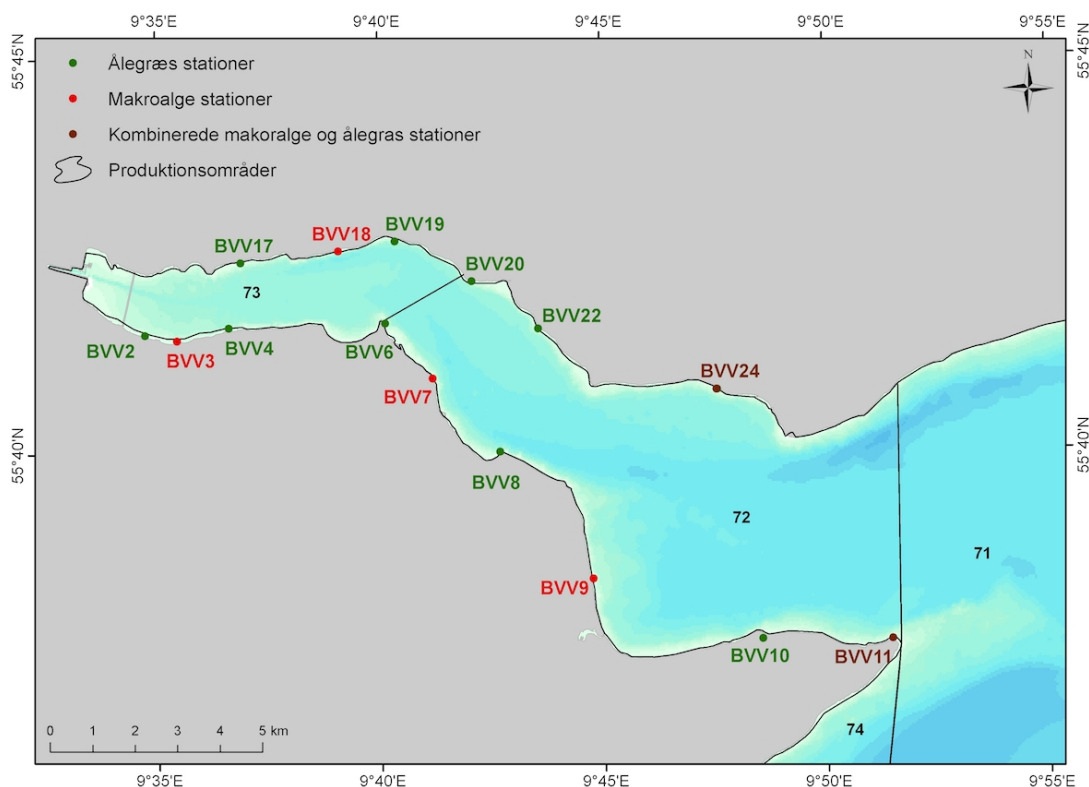 9°35'E 9°40'E 9°45'E 9°50'E 9°55'E
55°45'N 55°45'N
N
Ålegræs stationer
Makroalge stationer
Kombinerede makoralge og ålegras stationer
Produktionsområder
BVV19
BVV18
BVV17
BVV20
73
BVV22
BVV2
BVV3
BVV4
BVV6
BVV24
BVV7
55°40'N 55°40'N
BVV8
72
71
BVV9
BVV10
BVV11
74
0 1 2 3 4 5 km
9°35'E 9°40'E 9°45'E 9°50'E 9°55'E